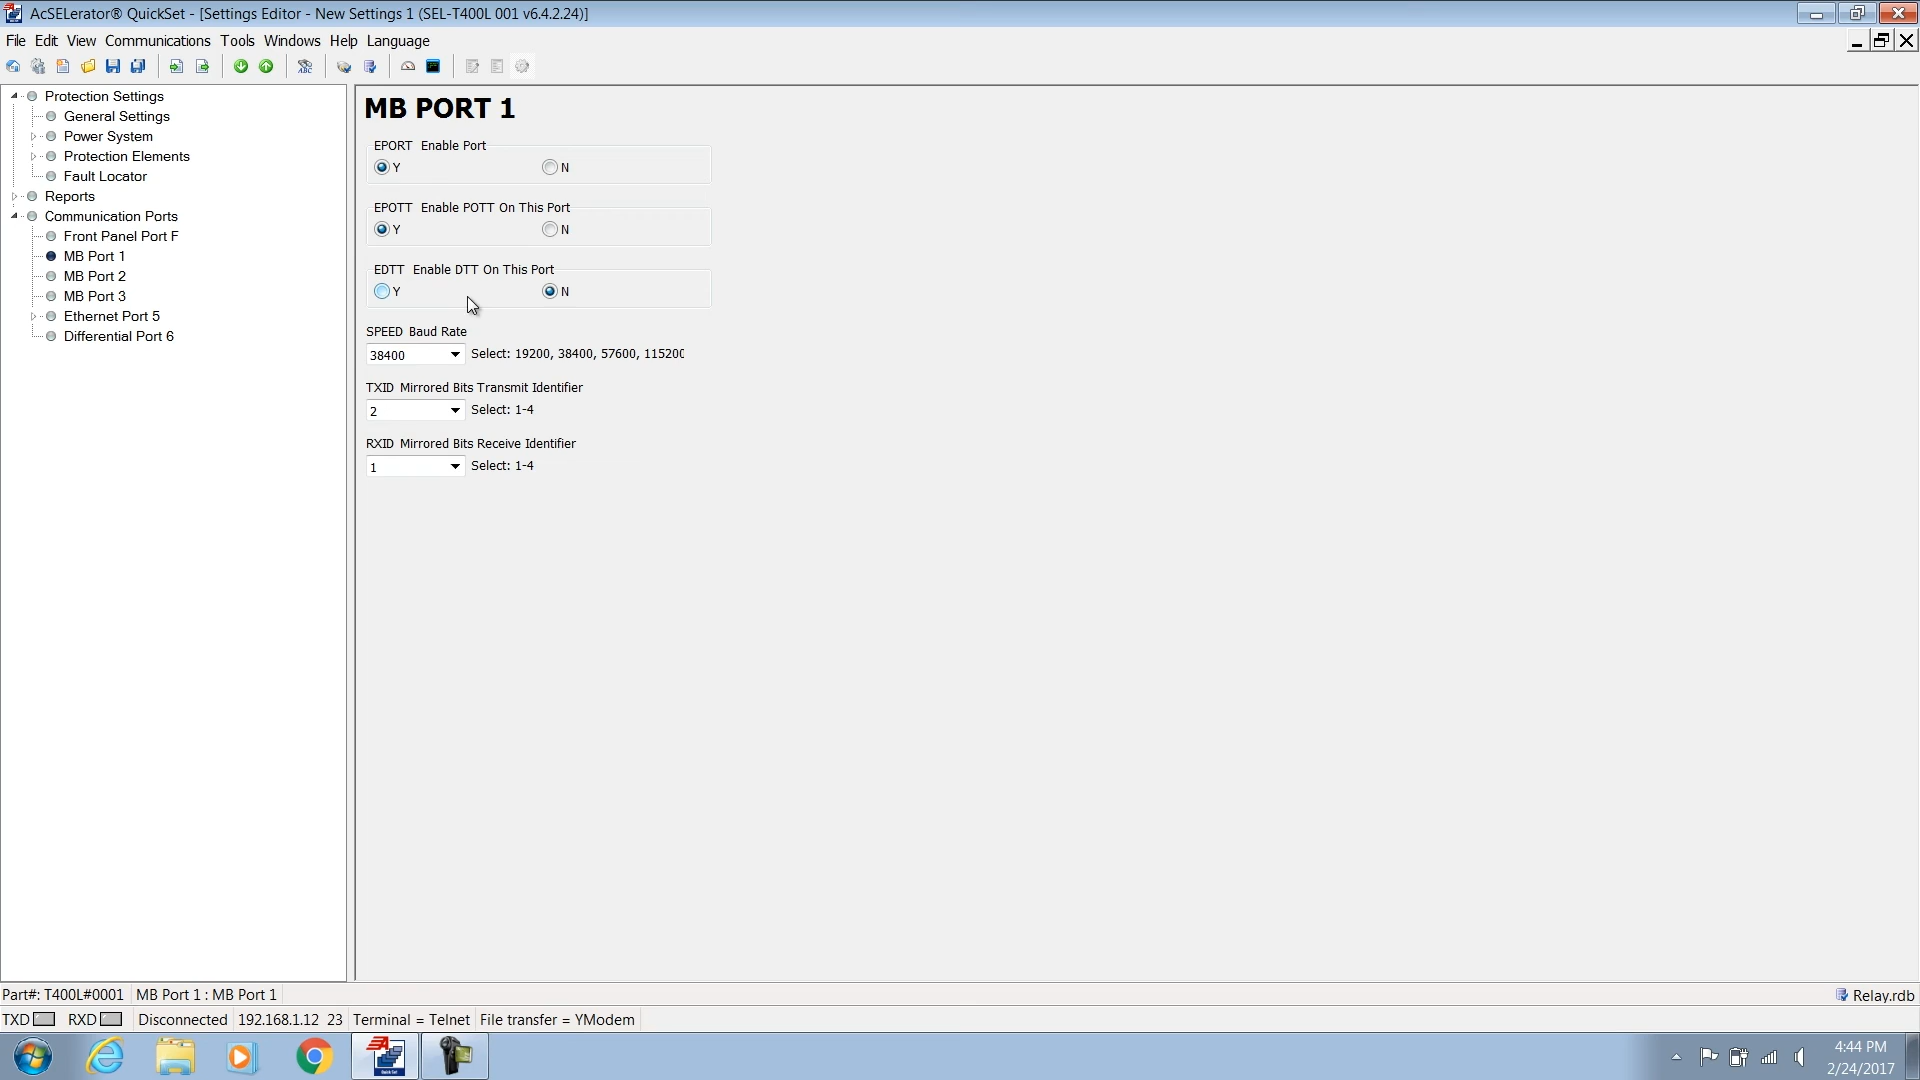 AcSELerator® QuickSet - [Settings Editor - New Settings 1 (SEL-T400L 001 v6.4.2.24)]
File Edit View Communications Tools Windows Help Language
ABC
Protection Settings
General Settings
Power System
Protection Elements
Fault Locator
Reports
Communication Ports
Front Panel Port F
MB Port 1
MB Port 2
MB Port 3
Ethernet Port 5
Differential Port 6
MB PORT 1
EPORT Enable Port
Y N
EPOTT Enable POTT On This Port
Y N
EDTT Enable DTT On This Port
Y N
SPEED Baud Rate
38400 Select: 19200, 38400, 57600, 115200
TXID Mirrored Bits Transmit Identifier
2 Select: 1-4
RXID Mirrored Bits Receive Identifier
1 Select: 1-4
Part#: T400L#0001 MB Port 1 : MB Port 1 Relay.rdb
TXD RXD Disconnected 192.168.1.12 23 Terminal = Telnet File transfer = YModem
4:44 PM
2/24/2017